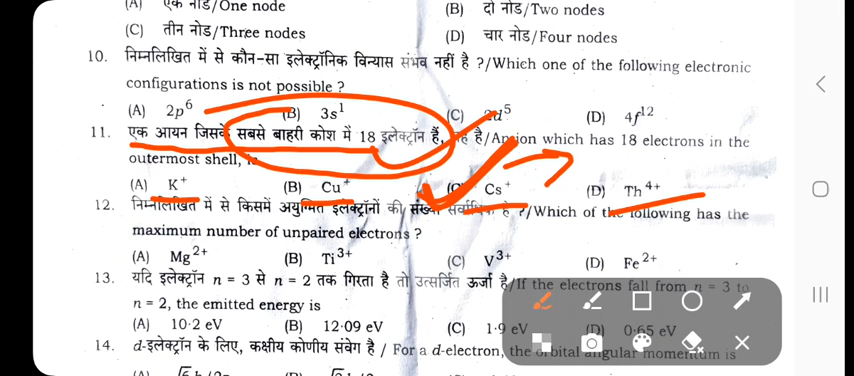 (A) एक नोड/One node (B) दो नोड/Two nodes
(C) तीन नोड/Three nodes (D) चार नोड/Four nodes
10. निम्नलिखित में से कौन-सा इलेक्ट्रॉनिक विन्यास संभव नहीं है ?/Which one of the following electronic
configurations is not possible ?
(A) 2p⁶ (B) 3s¹ (C) 2d⁵ (D) 4f¹²
11. एक आयन जिसके सबसे बाहरी कोश में 18 इलेक्ट्रॉन हैं, वह है/An ion which has 18 electrons in the
outermost shell,
(A) K⁺ (B) Cu⁺ (C) Cs⁺ (D) Th⁴⁺
12. निम्नलिखित में से किसमें अयुग्मित इलेक्ट्रॉनों की संख्या सर्वाधिक है ?/Which of the following has the
maximum number of unpaired electrons ?
(A) Mg²⁺ (B) Ti³⁺ (C) V³⁺ (D) Fe²⁺
13. यदि इलेक्ट्रॉन n = 3 से n = 2 तक गिरता है तो उत्सर्जित ऊर्जा है/If the electrons fall from n = 3 to
n = 2, the emitted energy is
(A) 10·2 eV (B) 12·09 eV (C) 1·9 eV (D) 0·65 eV
14. d-इलेक्ट्रॉन के लिए, कक्षीय कोणीय संवेग है / For a d-electron, the orbital angular momentum is